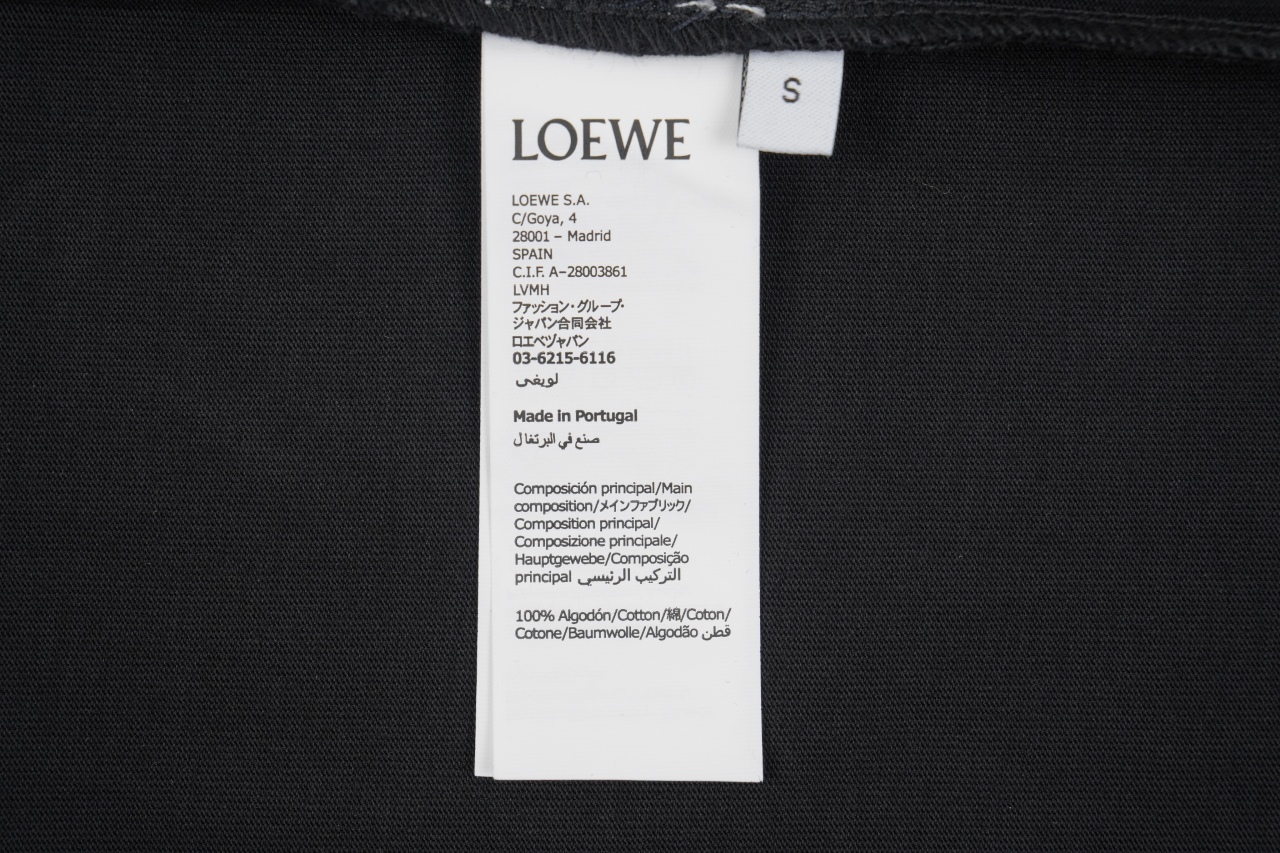 S
LOEWE
LOEWE S.A.
C/Goya, 4
28001 – Madrid
SPAIN
C.I.F. A-28003861
LVMH
ファッション・グループ・
ジャパン合同会社
ロエベヅャパン
03-6215-6116
لويفى
Made in Portugal
صنع في البرتغال
Composición principal/Main
composition/メインファブリック/
Composition principal/
Composizione principale/
Hauptgewebe/Composição
principal التركيب الرئيسي
100% Algodón/Cotton/綿/Coton/
Cotone/Baumwolle/Algodão قطن